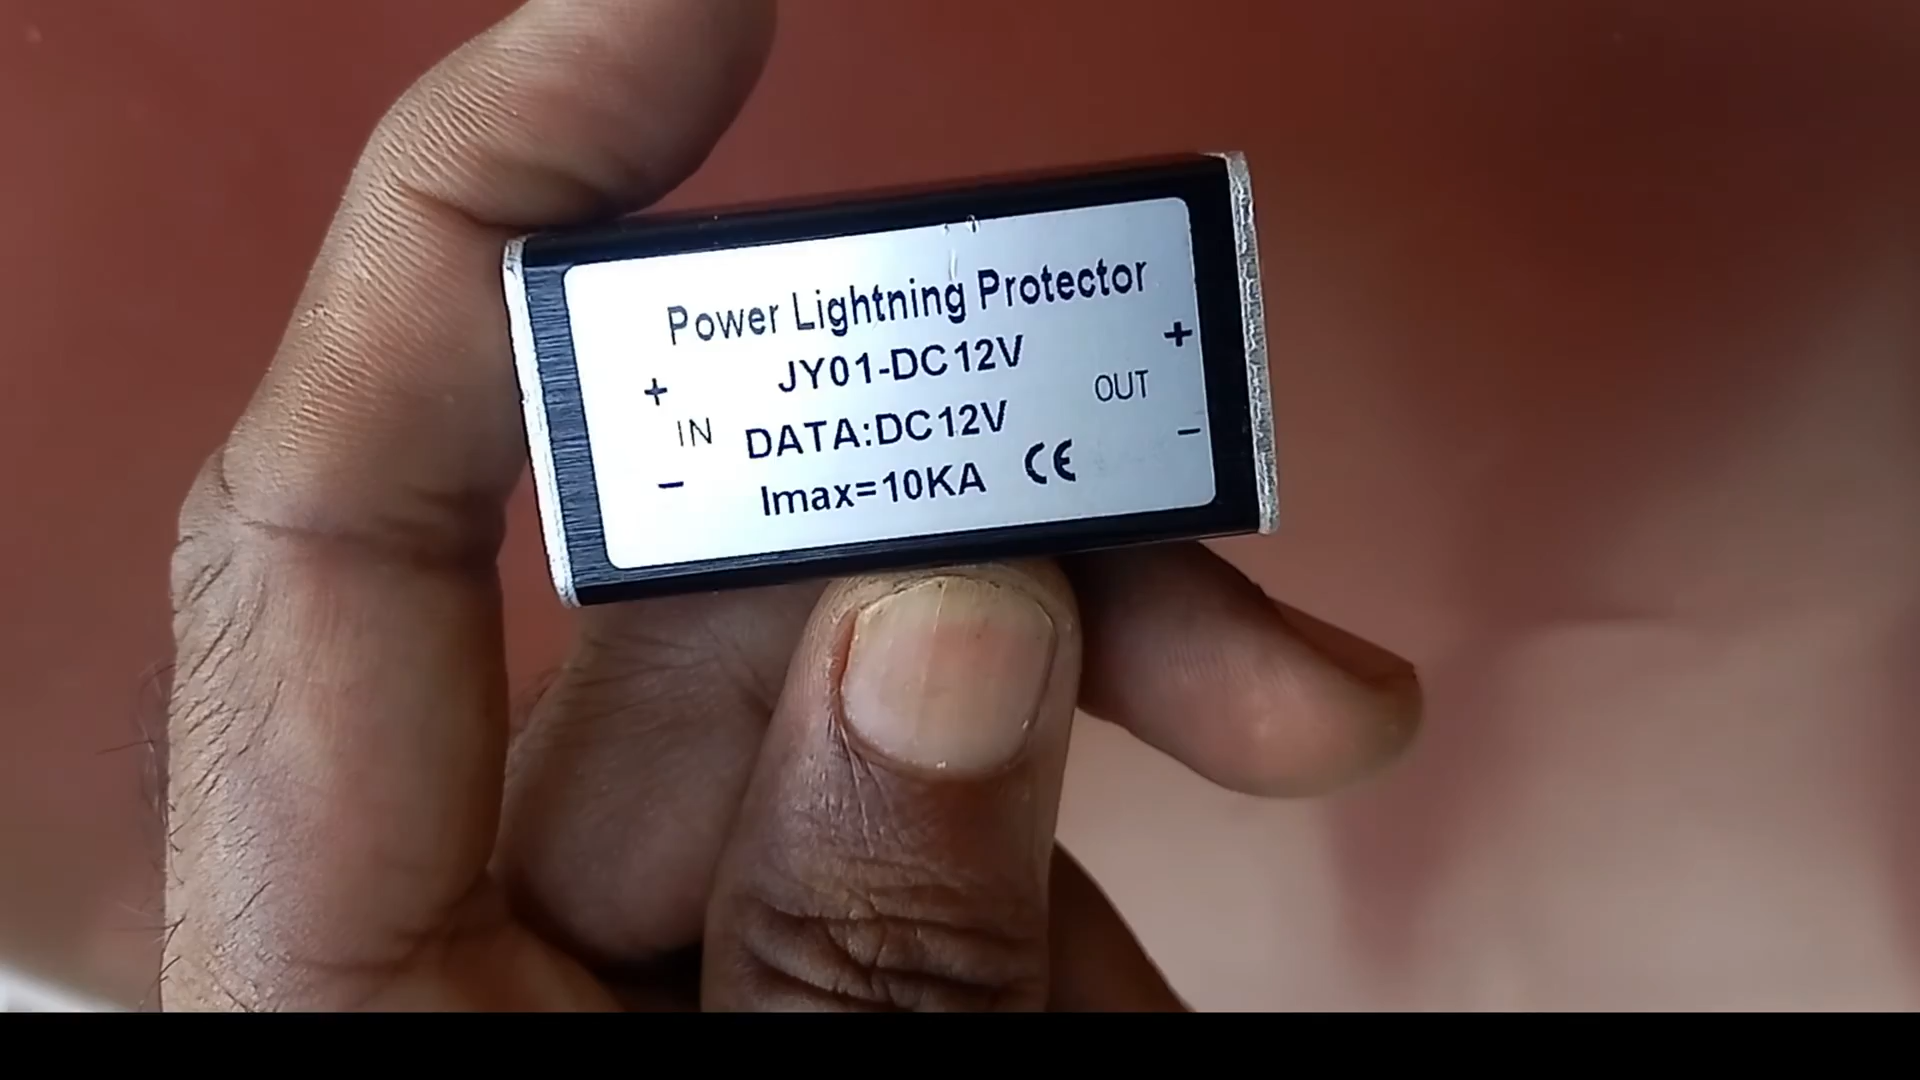 Power Lightning Protector
JY01-DC12V
+ IN -
DATA:DC12V
+ OUT -
Imax=10KA CE